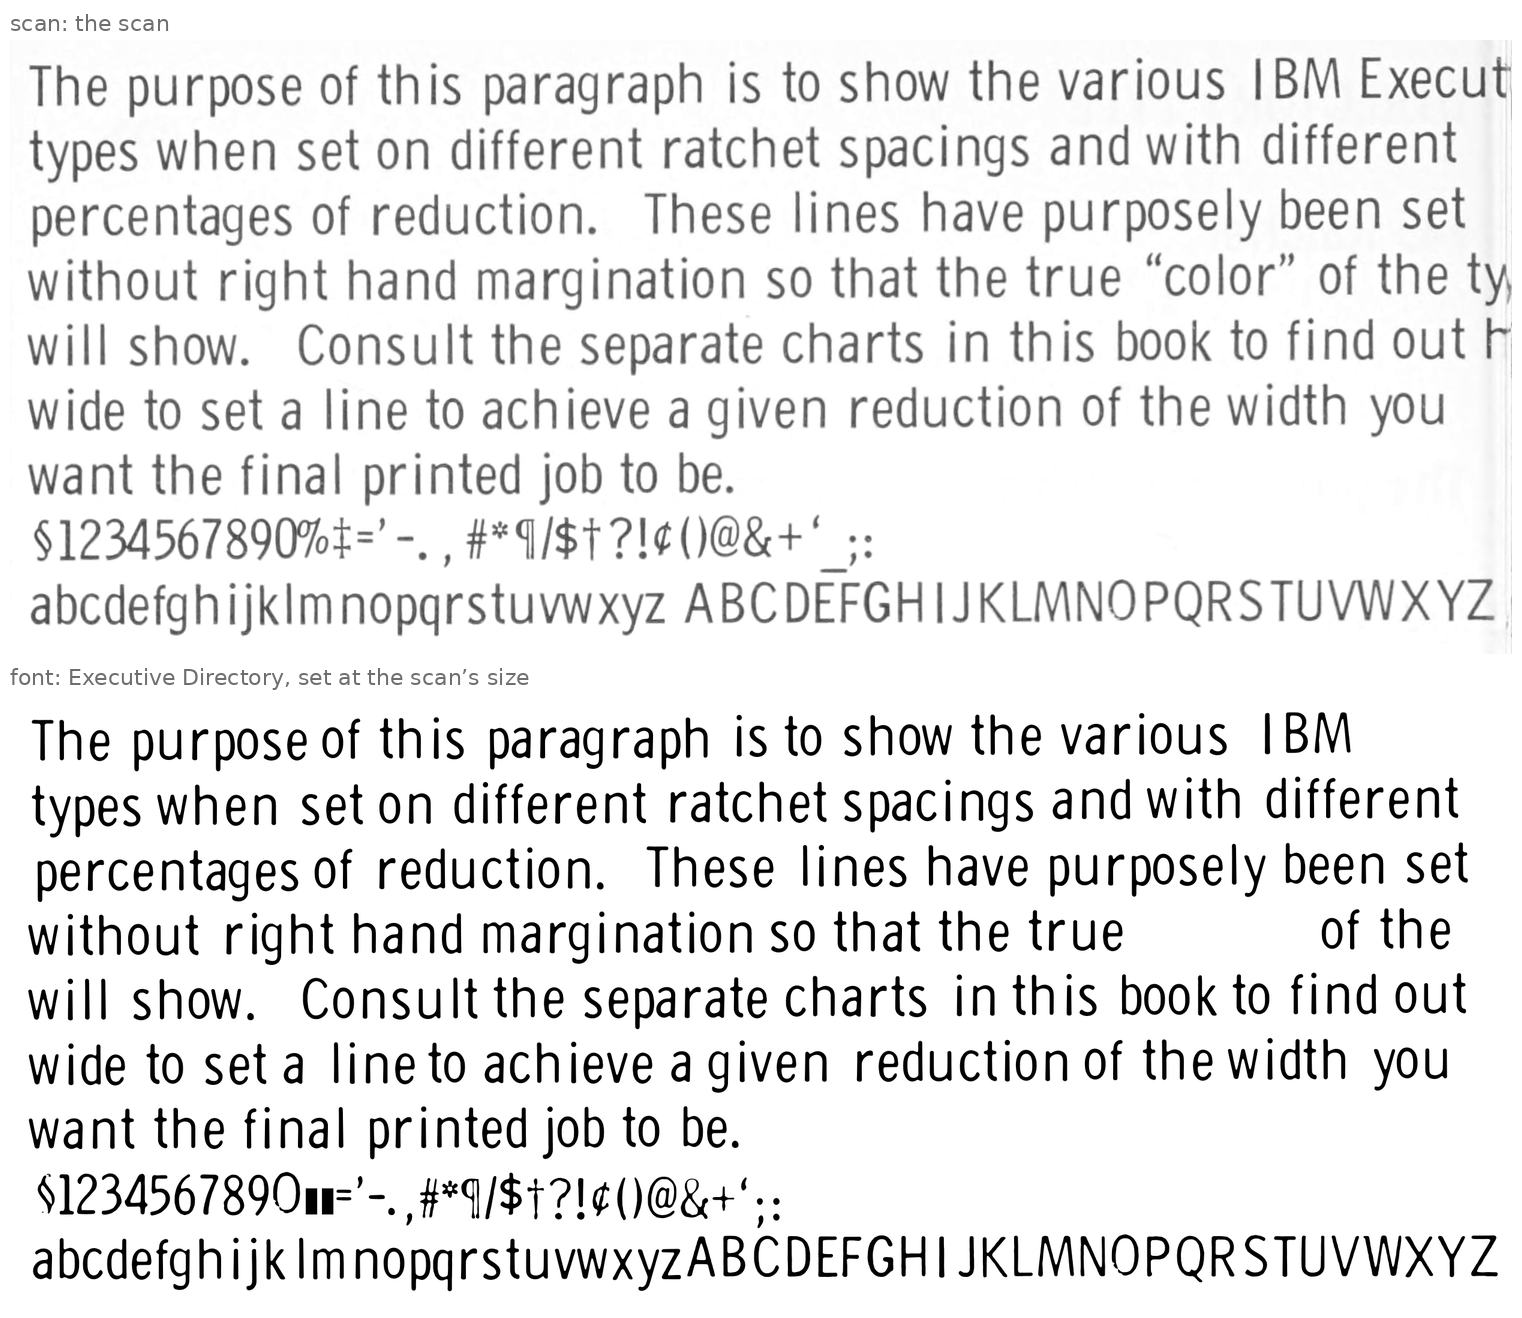 scan: the scan
The purpose of this paragraph is to show the various IBM Execut
types when set on different ratchet spacings and with different
percentages of reduction. These lines have purposely been set
without right hand margination so that the true “color” of the ty
will show. Consult the separate charts in this book to find out h
wide to set a line to achieve a given reduction of the width you
want the final printed job to be.
§1234567890%‡=’-., #*¶/$†?!¢()@&+‘_;:
abcdefghijklmnopqrstuvwxyz ABCDEFGHIJKLMNOPQRSTUVWXYZ
font: Executive Directory, set at the scan’s size
The purpose of this paragraph is to show the various IBM
types when set on different ratchet spacings and with different
percentages of reduction. These lines have purposely been set
without right hand margination so that the true of the
will show. Consult the separate charts in this book to find out
wide to set a line to achieve a given reduction of the width you
want the final printed job to be.
§1234567890▮▮=’-.,#*¶/$†?!¢()@&+‘;:
abcdefghijklmnopqrstuvwxyzABCDEFGHIJKLMNOPQRSTUVWXYZ